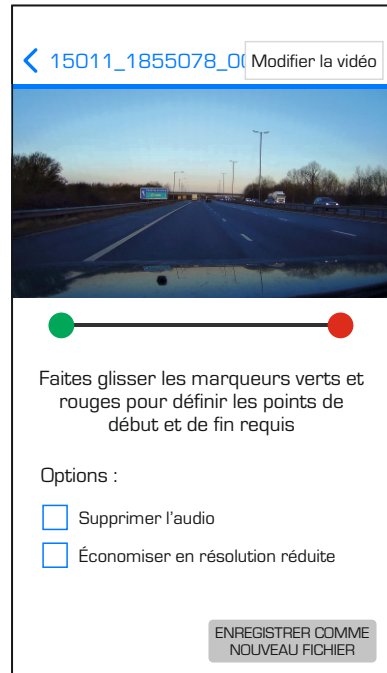 15011_1855078_00
Modifier la vidéo
Faites glisser les marqueurs verts et
rouges pour définir les points de
début et de fin requis
Options :
Supprimer l'audio
Économiser en résolution réduite
ENREGISTRER COMME
NOUVEAU FICHIER